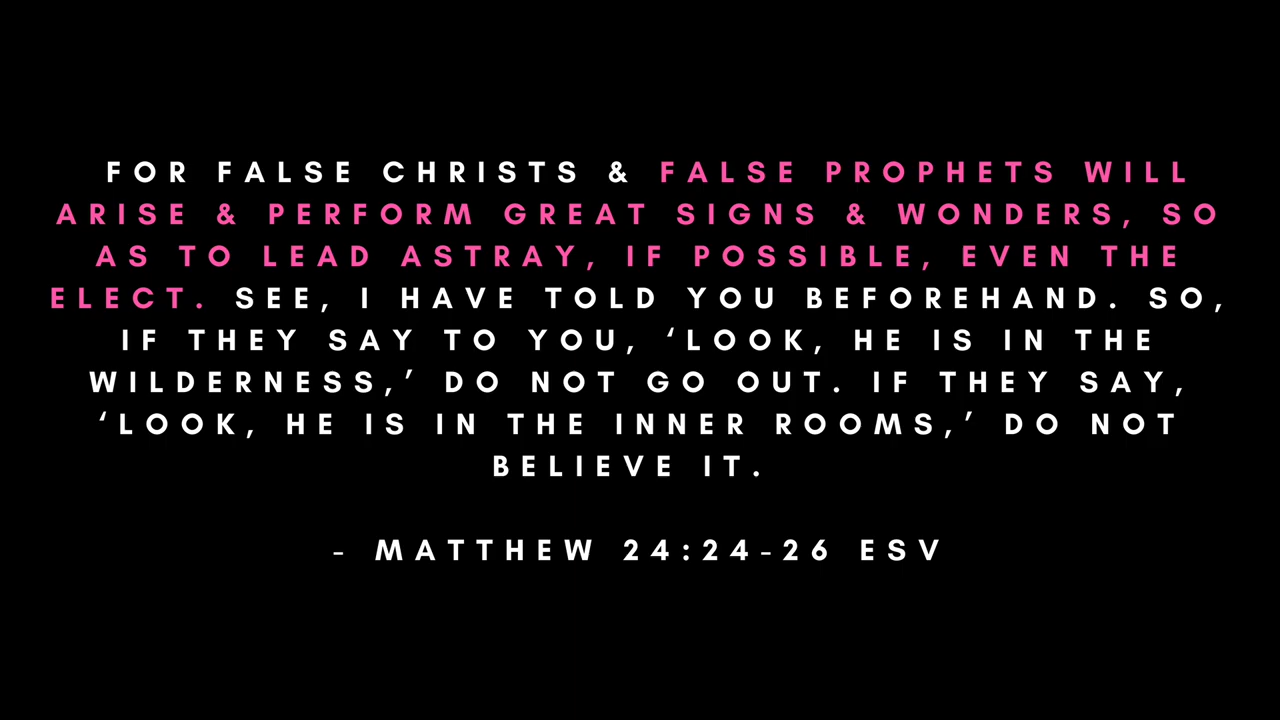 FOR FALSE CHRISTS & FALSE PROPHETS WILL
ARISE & PERFORM GREAT SIGNS & WONDERS, SO
AS TO LEAD ASTRAY, IF POSSIBLE, EVEN THE
ELECT. SEE, I HAVE TOLD YOU BEFOREHAND. SO,
IF THEY SAY TO YOU, ‘LOOK, HE IS IN THE
WILDERNESS,’ DO NOT GO OUT. IF THEY SAY,
‘LOOK, HE IS IN THE INNER ROOMS,’ DO NOT
BELIEVE IT.
- MATTHEW 24:24-26 ESV